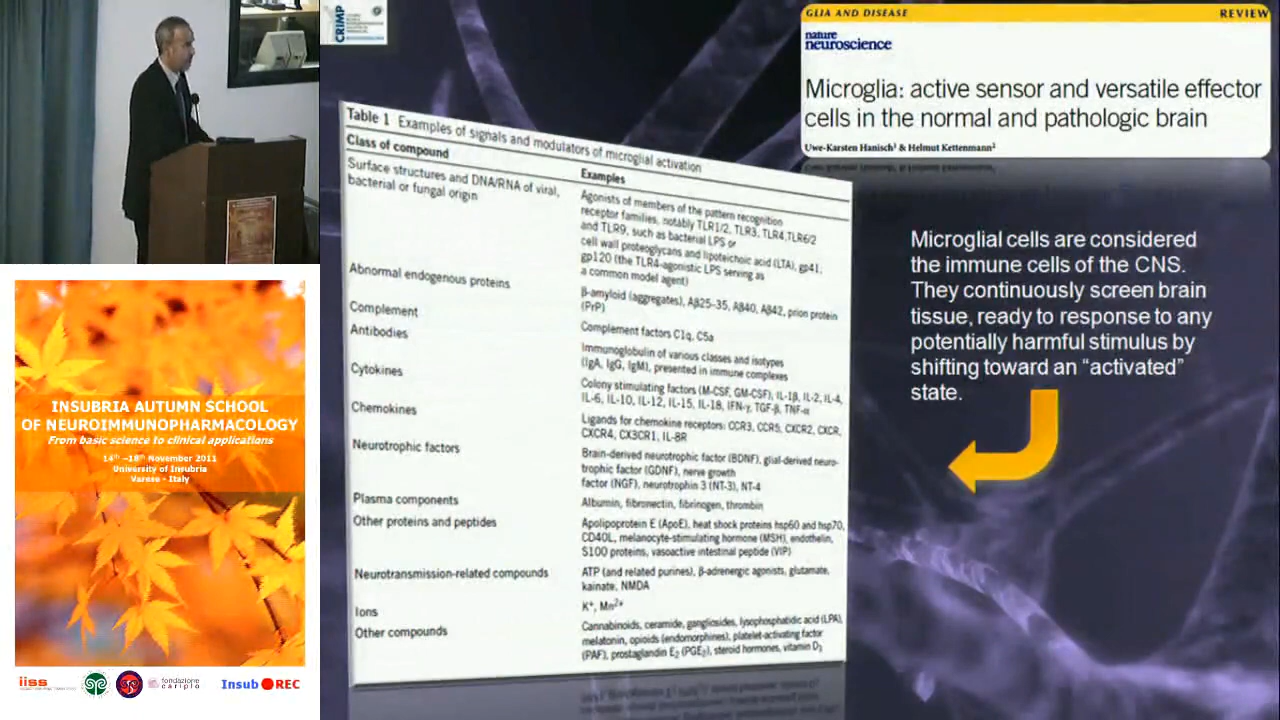 CRIMP
GLIA AND DISEASE
REVIEW
nature
neuroscience
Microglia: active sensor and versatile effector
cells in the normal and pathologic brain
Uwe-Karsten Hanisch¹ & Helmut Kettenmann²
Table 1 Examples of signals and modulators of microglial activation
Class of compound
Examples
Surface structures and DNA/RNA of viral,
bacterial or fungal origin
Agonists of members of the pattern recognition
receptor families, notably TLR1/2, TLR3, TLR4,TLR6/2
and TLR9, such as bacterial LPS or
cell wall proteoglycans and lipoteichoic acid (LTA), gp41,
gp120 (the TLR4-agonistic LPS serving as
a common model agent)
Abnormal endogenous proteins
β-amyloid (aggregates), Aβ25–35, Aβ40, Aβ42, prion protein
(PrP)
Complement
Complement factors C1q, C5a
Antibodies
Immunoglobulin of various classes and isotypes
(IgA, IgG, IgM), presented in immune complexes
Cytokines
Colony stimulating factors (M-CSF, GM-CSF), IL-1β, IL-2, IL-4,
IL-6, IL-10, IL-12, IL-15, IL-18, IFN-γ, TGF-β, TNF-α
Chemokines
Ligands for chemokine receptors: CCR3, CCR5, CXCR2, CXCR,
CXCR4, CX3CR1, IL-8R
Neurotrophic factors
Brain-derived neurotrophic factor (BDNF), glial-derived neuro-
trophic factor (GDNF), nerve growth
factor (NGF), neurotrophin 3 (NT-3), NT-4
Plasma components
Albumin, fibronectin, fibrinogen, thrombin
Other proteins and peptides
Apolipoprotein E (ApoE), heat shock proteins hsp60 and hsp70,
CD40L, melanocyte-stimulating hormone (MSH), endothelin,
S100 proteins, vasoactive intestinal peptide (VIP)
Neurotransmission-related compounds
ATP (and related purines), β-adrenergic agonists, glutamate,
kainate, NMDA
Ions
K⁺, Mn²⁺
Other compounds
Cannabinoids, ceramide, gangliosides, lysophosphatidic acid (LPA),
melatonin, opioids (endomorphines), platelet-activating factor
(PAF), prostaglandin E₂ (PGE₂), steroid hormones, vitamin D₃
Microglial cells are considered
the immune cells of the CNS.
They continuously screen brain
tissue, ready to response to any
potentially harmful stimulus by
shifting toward an “activated”
state.
INSUBRIA AUTUMN SCHOOL
OF NEUROIMMUNOPHARMACOLOGY
From basic science to clinical applications
14th –18th November 2011
University of Insubria
Varese - Italy
iiss
fondazione
cariplo
Insub REC